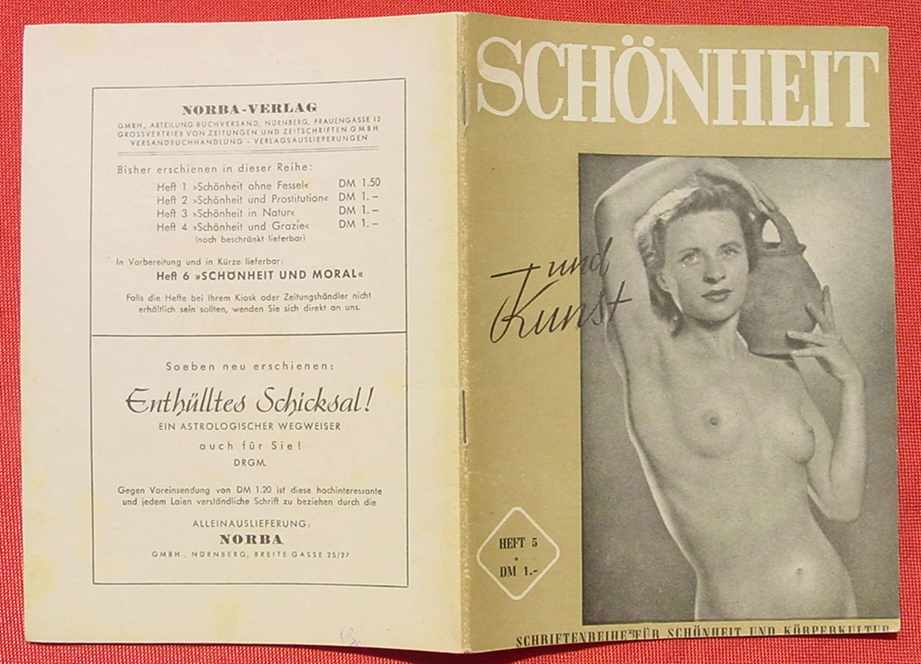 NORBA-VERLAG
GMBH., ABTEILUNG BUCHVERSAND, NÜRNBERG, FRAUENGASSE 12
GROSSVERTRIEB VON ZEITUNGEN UND ZEITSCHRIFTEN GMBH
VERSANDBUCHHANDLUNG - VERLAGSAUSLIEFERUNGEN
Bisher erschienen in dieser Reihe:
Heft 1 »Schönheit ohne Fessel« DM 1.50
Heft 2 »Schönheit und Prostitution« DM 1.–
Heft 3 »Schönheit in Natur« DM 1.–
Heft 4 »Schönheit und Grazie« DM 1.–
(noch beschränkt lieferbar)
In Vorbereitung und in Kürze lieferbar:
Heft 6 »SCHÖNHEIT UND MORAL«
Falls die Hefte bei Ihrem Kiosk oder Zeitungshändler nicht
erhältlich sein sollten, wenden Sie sich direkt an uns.
Soeben neu erschienen:
Enthülltes Schicksal!
EIN ASTROLOGISCHER WEGWEISER
auch für Sie!
DRGM.
Gegen Voreinsendung von DM 1.20 ist diese hochinteressante
und jedem Laien verständliche Schrift zu beziehen durch die
ALLEINAUSLIEFERUNG:
NORBA
GMBH., NÜRNBERG, BREITE GASSE 25/27
SCHÖNHEIT
und
Kunst
HEFT 5
•
DM 1.-
SCHRIFTENREIHE FÜR SCHÖNHEIT UND KÖRPERKULTUR